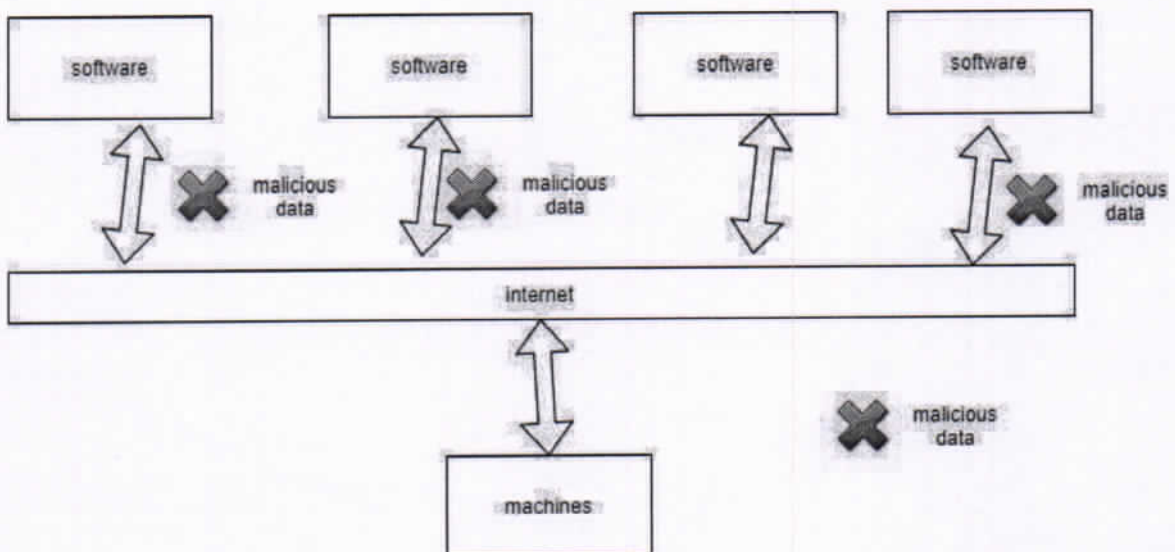 software
software
software
software
malicious
data
malicious
data
malicious
data
internet
malicious
data
machines